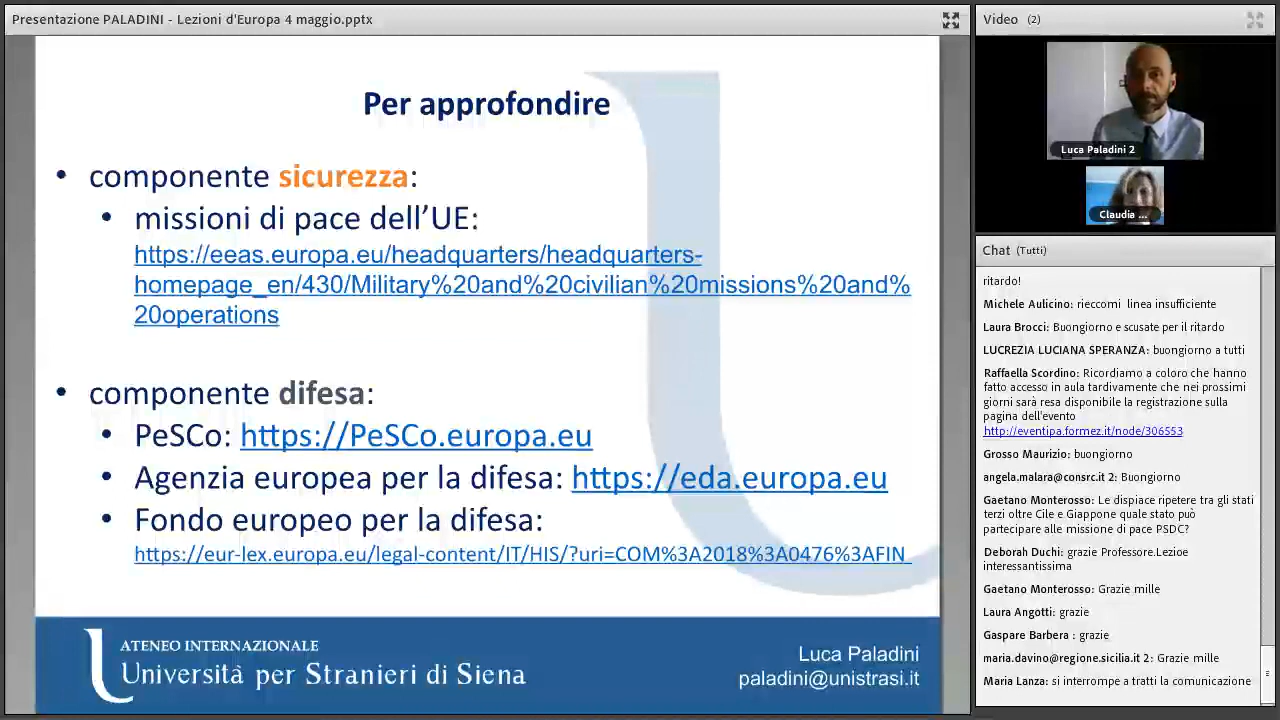 Presentazione PALADINI - Lezioni d'Europa 4 maggio.pptx
Per approfondire
• componente sicurezza:
• missioni di pace dell'UE:
https://eeas.europa.eu/headquarters/headquarters-
homepage_en/430/Military%20and%20civilian%20missions%20and%
20operations
• componente difesa:
• PeSCo: https://PeSCo.europa.eu
• Agenzia europea per la difesa: https://eda.europa.eu
• Fondo europeo per la difesa:
https://eur-lex.europa.eu/legal-content/IT/HIS/?uri=COM%3A2018%3A0476%3AFIN
ATENEO INTERNAZIONALE
Università per Stranieri di Siena
Luca Paladini
paladini@unistrasi.it
Video (2)
Luca Paladini 2
Claudia ...
Chat (Tutti)
ritardo!
Michele Aulicino: rieccomi linea insufficiente
Laura Brocci: Buongiorno e scusate per il ritardo
LUCREZIA LUCIANA SPERANZA: buongiorno a tutti
Raffaella Scordino: Ricordiamo a coloro che hanno
fatto accesso in aula tardivamente che nei prossimi
giorni sarà resa disponibile la registrazione sulla
pagina dell'evento
http://eventipa.formez.it/node/306553
Grosso Maurizio: buongiorno
angela.malara@consrc.it 2: Buongiorno
Gaetano Monterosso: Le dispiace ripetere tra gli stati
terzi oltre Cile e Giappone quale stato può
partecipare alle missione di pace PSDC?
Deborah Duchi: grazie Professore.Lezioe
interessantissima
Gaetano Monterosso: Grazie mille
Laura Angotti: grazie
Gaspare Barbera : grazie
maria.davino@regione.sicilia.it 2: Grazie mille
Maria Lanza: si interrompe a tratti la comunicazione